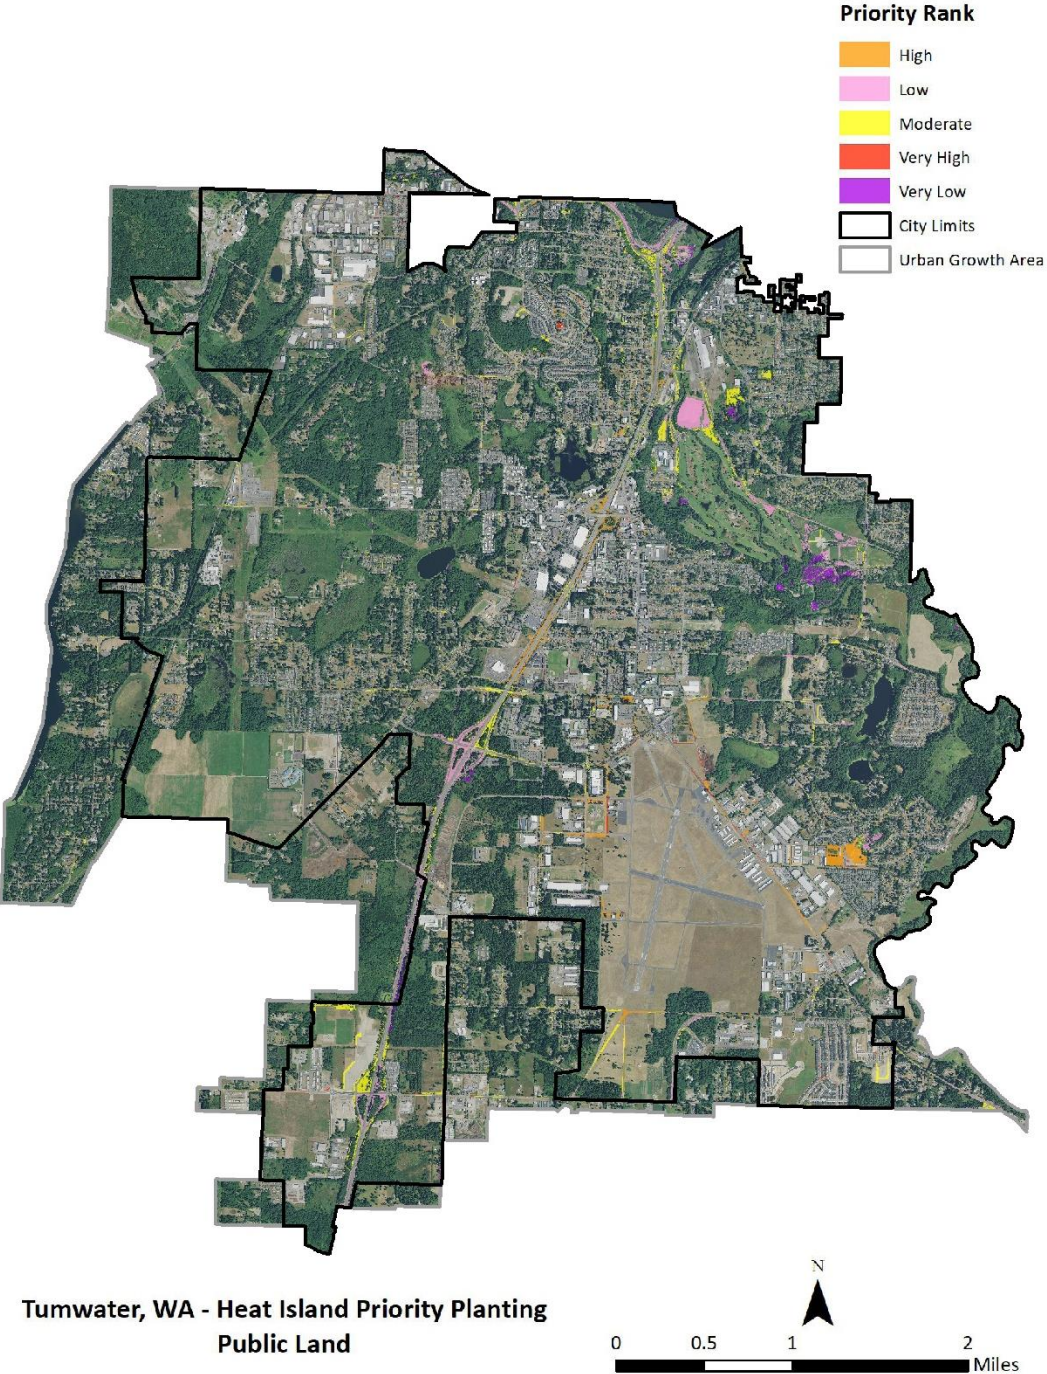 Priority Rank
High
Low
Moderate
Very High
Very Low
City Limits
Urban Growth Area
Tumwater, WA - Heat Island Priority Planting
Public Land
N
0 0.5 1 2
Miles